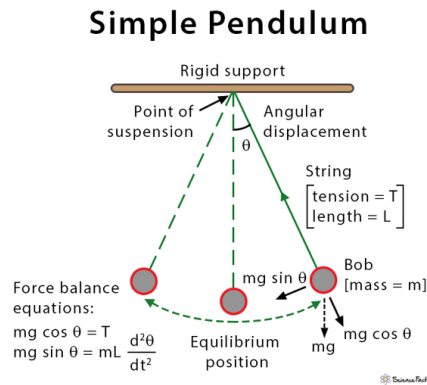 Simple Pendulum
Rigid support
Point of
suspension
Angular
displacement
θ
String
[tension = T
length = L]
mg sin θ
Bob
[mass = m]
Force balance
equations:
mg cos θ = T
mg sin θ = mL d²θ/dt²
Equilibrium
position
mg
mg cos θ
ScienceFacts